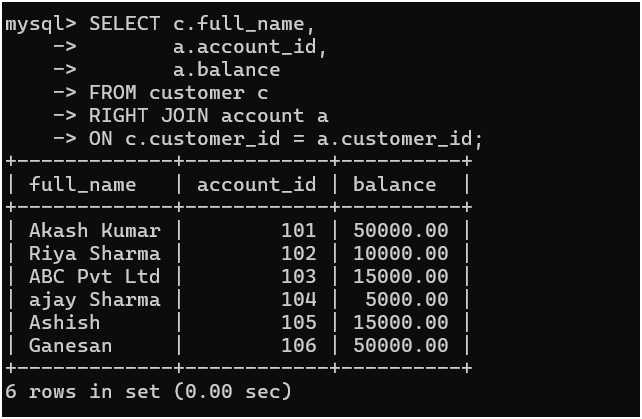 mysql> SELECT c.full_name,
    ->        a.account_id,
    ->        a.balance
    -> FROM customer c
    -> RIGHT JOIN account a
    -> ON c.customer_id = a.customer_id;
+-------------+------------+----------+
| full_name   | account_id | balance  |
+-------------+------------+----------+
| Akash Kumar |        101 | 50000.00 |
| Riya Sharma |        102 | 10000.00 |
| ABC Pvt Ltd |        103 | 15000.00 |
| ajay Sharma |        104 |  5000.00 |
| Ashish      |        105 | 15000.00 |
| Ganesan     |        106 | 50000.00 |
+-------------+------------+----------+
6 rows in set (0.00 sec)